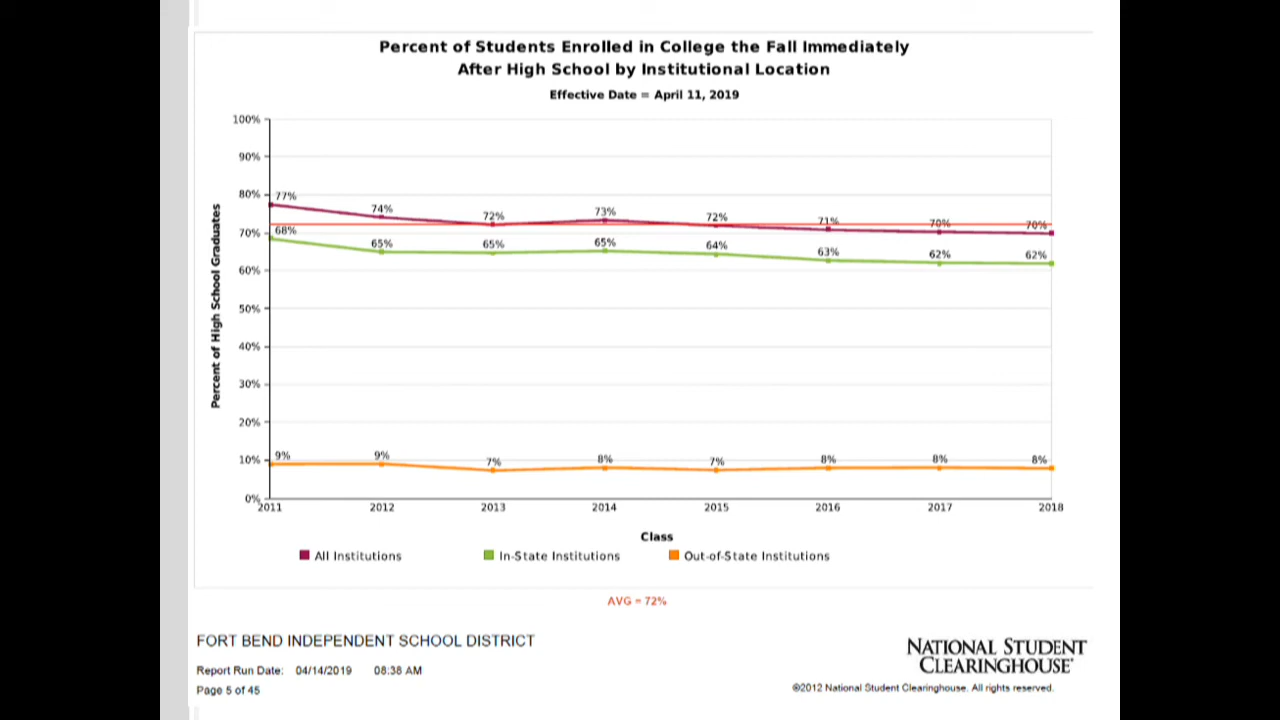 Percent of Students Enrolled in College the Fall Immediately
After High School by Institutional Location
Effective Date = April 11, 2019
100%
90%
80%
77%
74%
72%
73%
72%
71%
70%
70%
70%
68%
65%
65%
65%
64%
63%
62%
62%
60%
50%
40%
30%
20%
10%
9%
9%
7%
8%
7%
8%
8%
8%
0%
Percent of High School Graduates
2011 2012 2013 2014 2015 2016 2017 2018
Class
All Institutions In-State Institutions Out-of-State Institutions
AVG = 72%
FORT BEND INDEPENDENT SCHOOL DISTRICT
Report Run Date: 04/14/2019 08:38 AM
Page 5 of 45
NATIONAL STUDENT
CLEARINGHOUSE®
©2012 National Student Clearinghouse. All rights reserved.